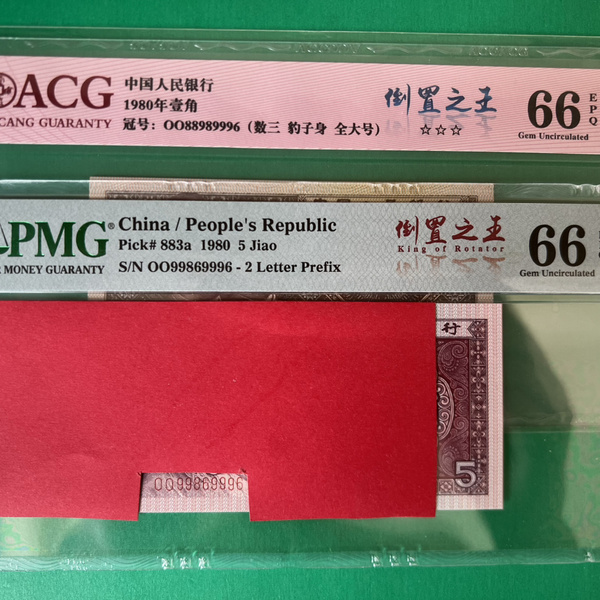 ACG
中国人民银行
1980年壹角
CANG GUARANTY
冠号：OO88989996（数三 豹子身 全大号）
倒置之王
☆☆☆
66
EPQ
Gem Uncirculated
PMG®
MONEY GUARANTY
China / People's Republic
Pick# 883a 1980 5 Jiao
S/N OO99869996 - 2 Letter Prefix
倒置之王
King of Rotator
66
Gem Uncirculated
行
OO99869996
5